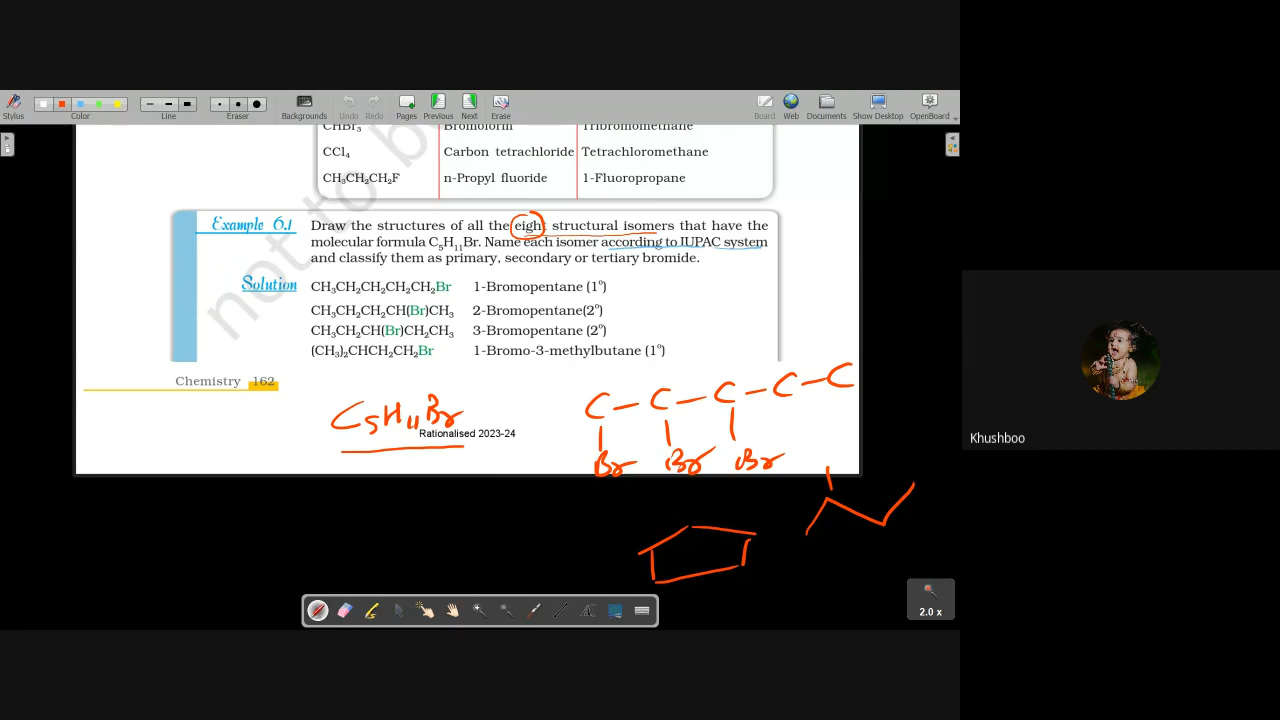 Stylus Color Line Eraser Backgrounds Undo Redo Pages Previous Next Erase Board Web Documents Show Desktop OpenBoard
CHBr₃ Bromoform Tribromomethane
CCl₄ Carbon tetrachloride Tetrachloromethane
CH₃CH₂CH₂F n-Propyl fluoride 1-Fluoropropane
Example 6.1 Draw the structures of all the eight structural isomers that have the
molecular formula C₅H₁₁Br. Name each isomer according to IUPAC system
and classify them as primary, secondary or tertiary bromide.
Solution CH₃CH₂CH₂CH₂CH₂Br 1-Bromopentane (1°)
CH₃CH₂CH₂CH(Br)CH₃ 2-Bromopentane(2°)
CH₃CH₂CH(Br)CH₂CH₃ 3-Bromopentane (2°)
(CH₃)₂CHCH₂CH₂Br 1-Bromo-3-methylbutane (1°)
not to b
Chemistry 162
C – C – C – C – C
C₅H₁₁Br
Rationalised 2023-24
Br Br Br
Khushboo
2.0 x